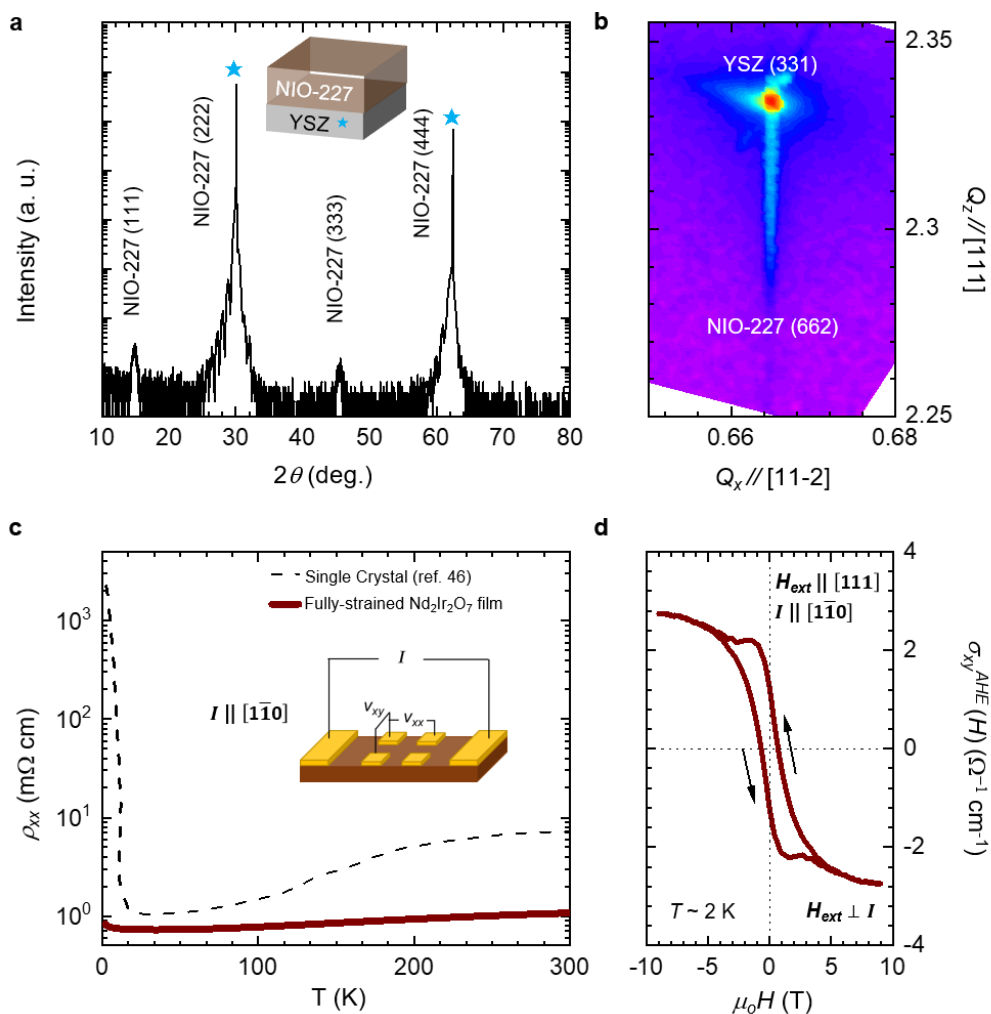 a
Intensity (a. u.)
NIO-227 (111)
NIO-227 (222)
NIO-227 (333)
NIO-227 (444)
NIO-227
YSZ
10 20 30 40 50 60 70 80
2θ (deg.)
b
YSZ (331)
NIO-227 (662)
2.35
2.3
2.25
Qz // [111]
0.66 0.68
Qx // [11-2]
c
Single Crystal (ref. 46)
Fully-strained Nd2Ir2O7 film
I
I || [11̅0]
Vxy
Vxx
10³
10²
10¹
10⁰
ρxx (mΩ cm)
0 100 200 300
T (K)
d
Hext || [111]
I || [11̅0]
4
2
0
-2
-4
σxy^AHE (H) (Ω⁻¹ cm⁻¹)
T ~ 2 K
Hext ⊥ I
-10 -5 0 5 10
μoH (T)